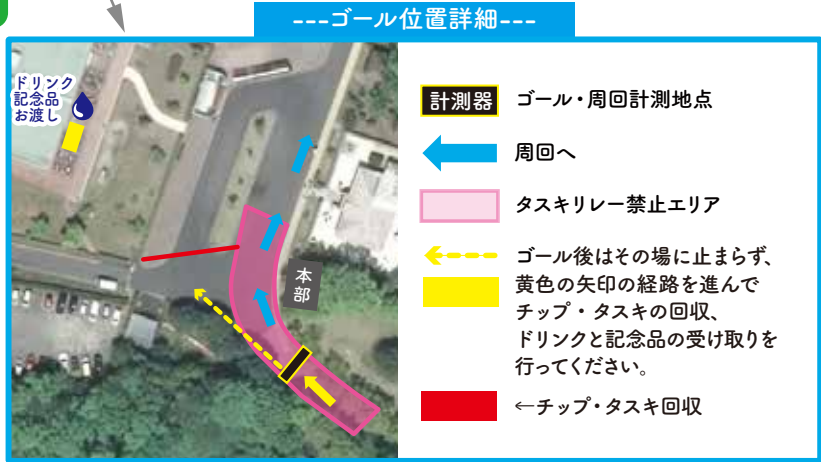 ---ゴール位置詳細---
ドリンク
記念品
お渡し
本部
計測器 ゴール・周回計測地点
周回へ
タスキリレー禁止エリア
ゴール後はその場に止まらず、
黄色の矢印の経路を進んで
チップ・タスキの回収、
ドリンクと記念品の受け取りを
行ってください。
←チップ・タスキ回収